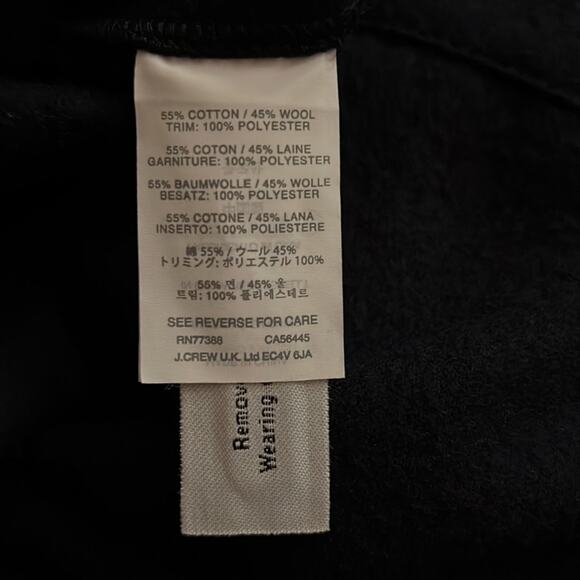 55% COTTON / 45% WOOL
TRIM: 100% POLYESTER
55% COTON / 45% LAINE
GARNITURE: 100% POLYESTER
55% BAUMWOLLE / 45% WOLLE
BESATZ: 100% POLYESTER
55% COTONE / 45% LANA
INSERTO: 100% POLIESTERE
綿 55% / ウール 45%
トリミング: ポリエステル 100%
55% 면 / 45% 울
트림: 100% 폴리에스테르
SEE REVERSE FOR CARE
RN77388 CA56445
J.CREW U.K. Ltd EC4V 6JA
Remov
Wearing